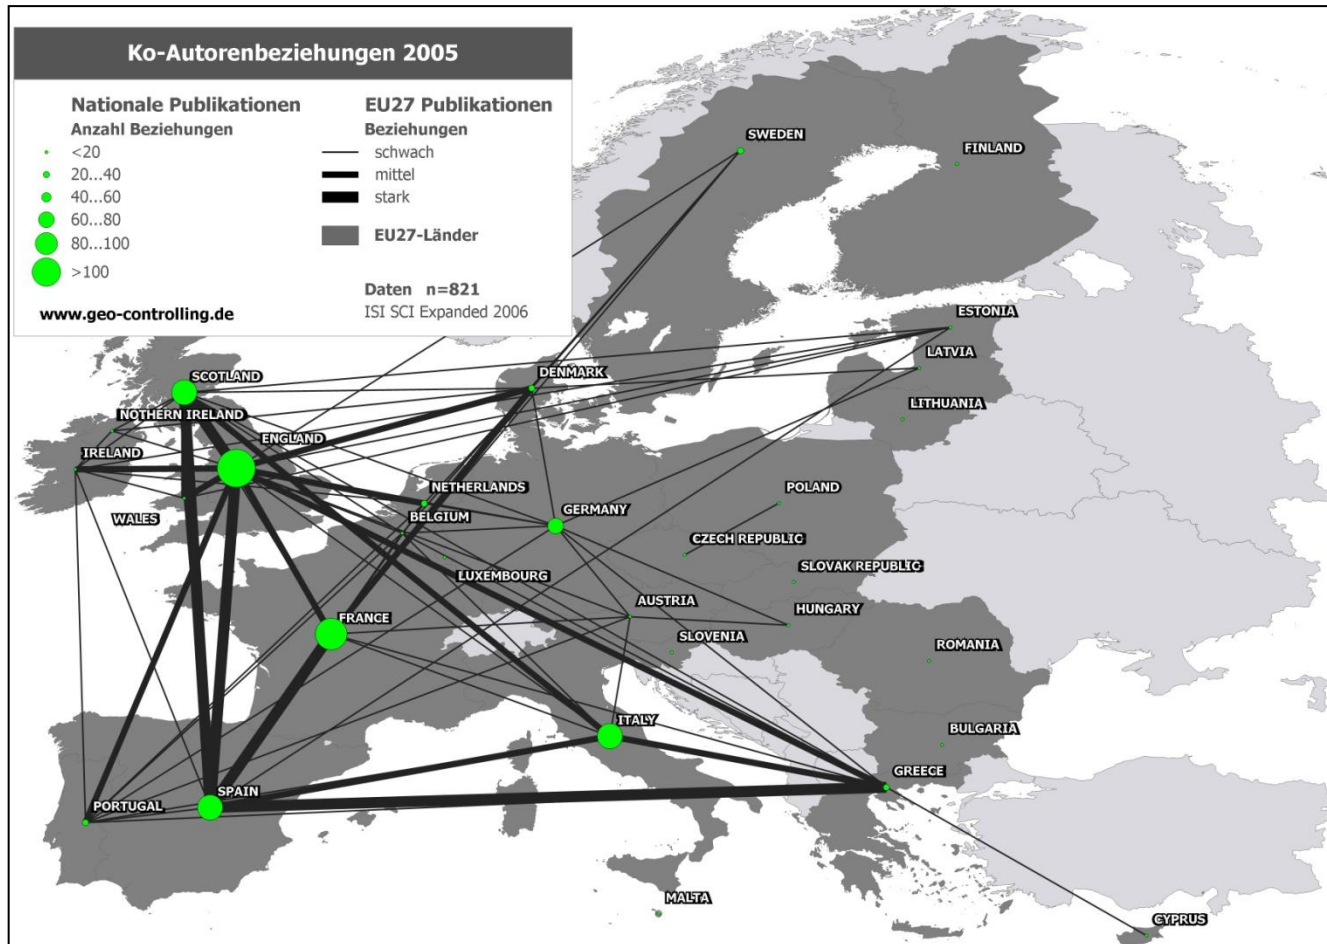 Ko-Autorenbeziehungen 2005
Nationale Publikationen
Anzahl Beziehungen
<20
20...40
40...60
60...80
80...100
>100
www.geo-controlling.de
EU27 Publikationen
Beziehungen
schwach
mittel
stark
EU27-Länder
Daten n=821
ISI SCI Expanded 2006
SWEDEN
FINLAND
ESTONIA
LATVIA
SCOTLAND
DENMARK
LITHUANIA
NOTHERN IRELAND
ENGLAND
IRELAND
NETHERLANDS
POLAND
WALES
BELGIUM
GERMANY
CZECH REPUBLIC
LUXEMBOURG
SLOVAK REPUBLIC
AUSTRIA
HUNGARY
FRANCE
SLOVENIA
ROMANIA
ITALY
BULGARIA
GREECE
SPAIN
PORTUGAL
MALTA
CYPRUS